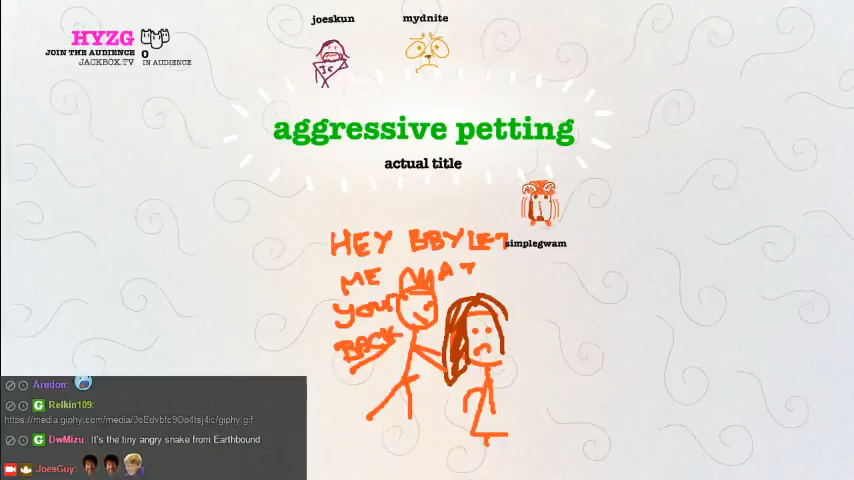 joeskun
mydnite
HYZG
JOIN THE AUDIENCE
0
JACKBOX.TV
IN AUDIENCE
JG
aggressive petting
actual title
simplegwam
HEY BBY LET
ME AT
YOUR
BACK
Arudon:
G Relkin109:
https://media.giphy.com/media/3oEdvbfc9Oo4tsj4ic/giphy.gif
G DwMizu: It's the tiny angry snake from Earthbound
JoesGuy: